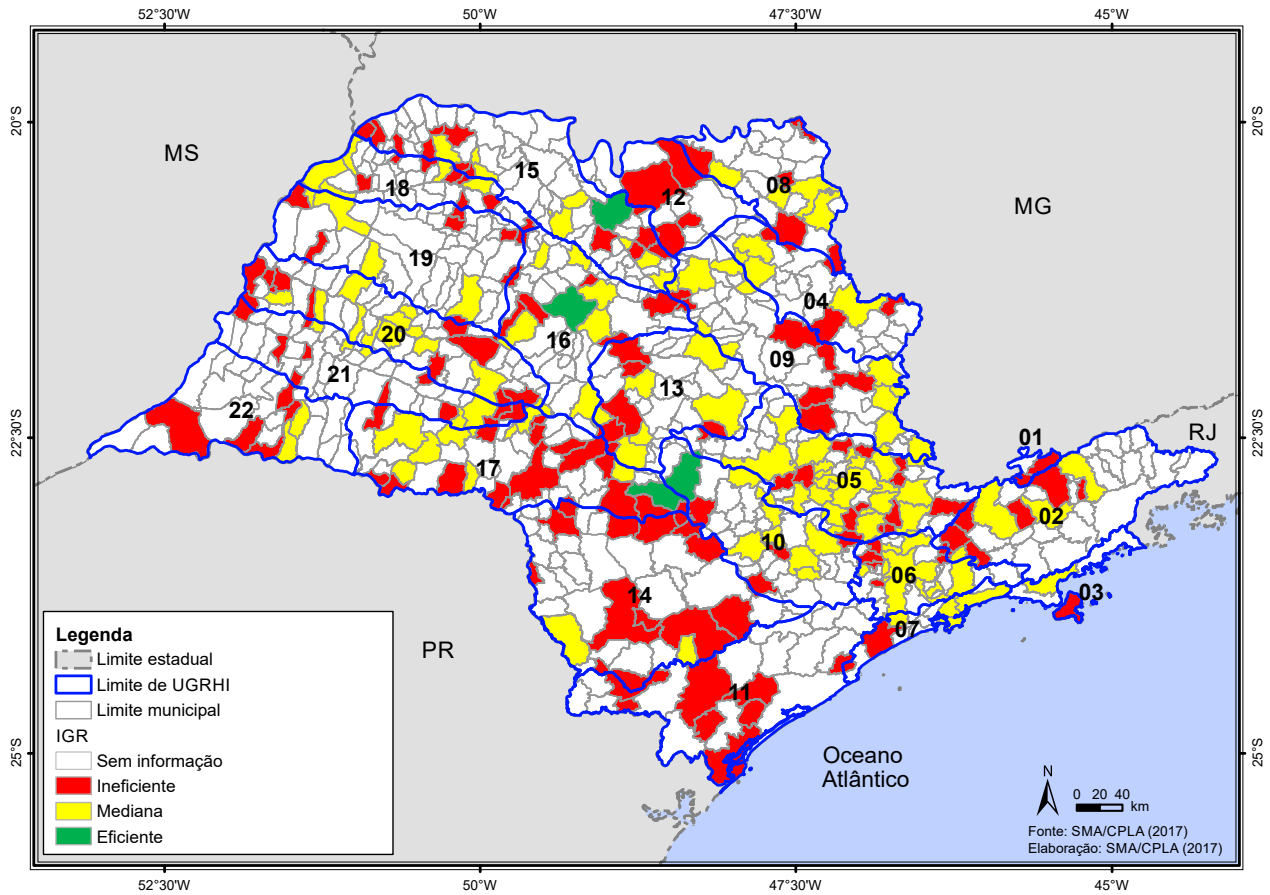 52°30'W 50°W 47°30'W 45°W
20°S 20°S
MS
MG
15
18
12
08
19
04
20
16
09
21
13
22
22°30'S 22°30'S
RJ
01
17
05
02
10
06
03
14
07
PR
11
25°S 25°S
Oceano
Atlântico
Legenda
Limite estadual
Limite de UGRHI
Limite municipal
IGR
Sem informação
Ineficiente
Mediana
Eficiente
N
0 20 40
km
Fonte: SMA/CPLA (2017)
Elaboração: SMA/CPLA (2017)
52°30'W 50°W 47°30'W 45°W